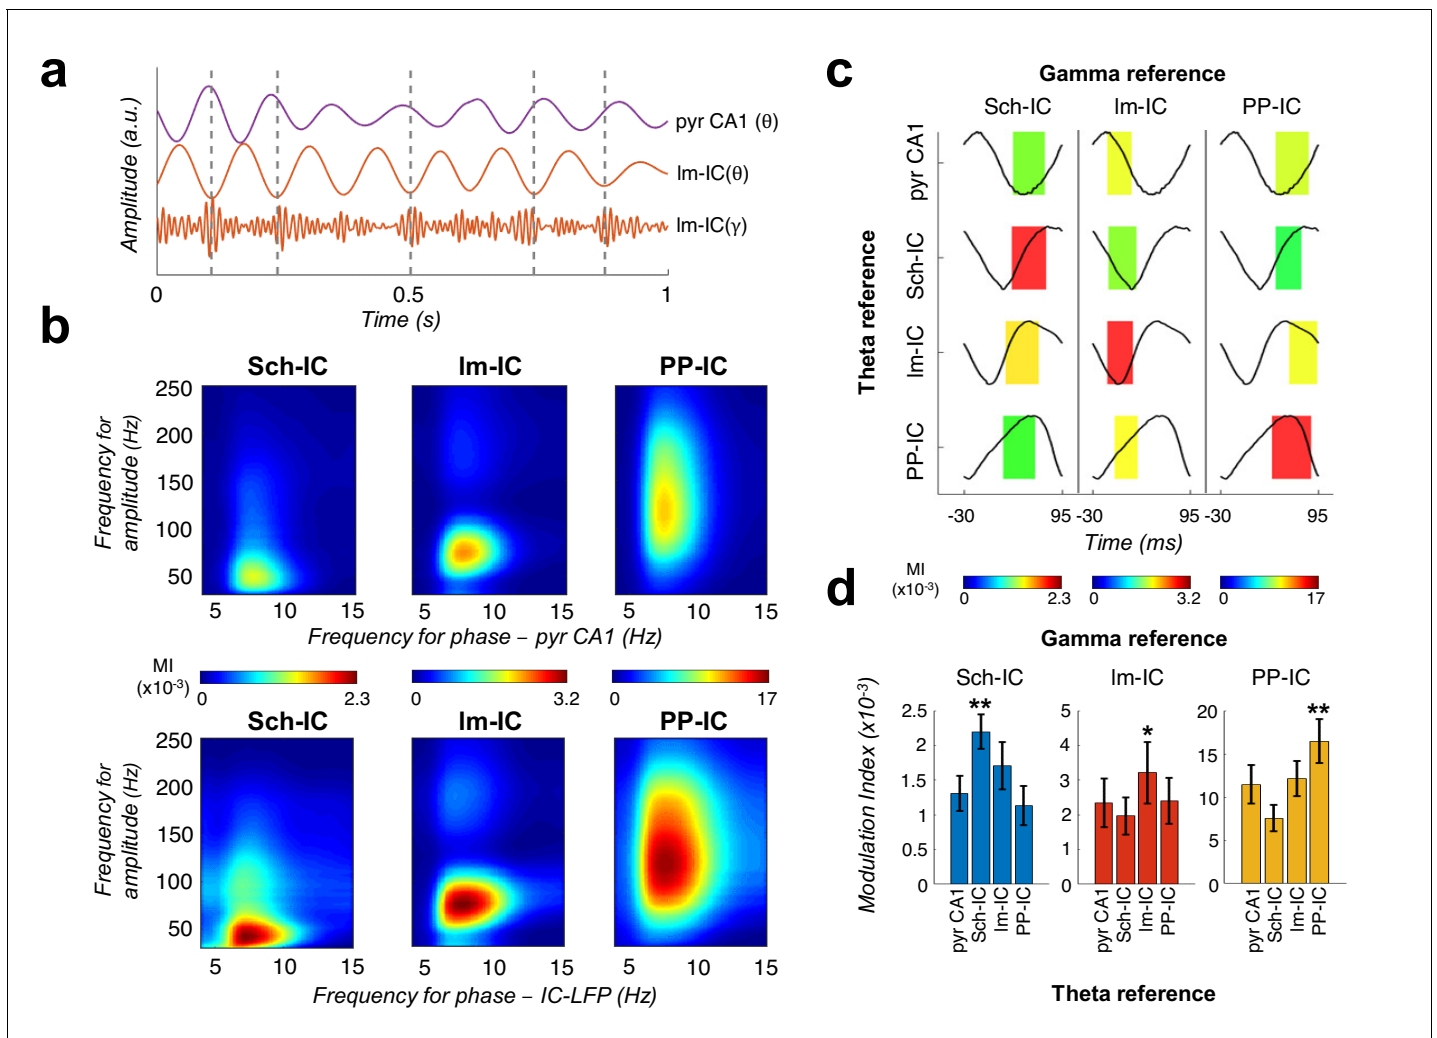 a
Amplitude (a.u.)
pyr CA1 (θ)
lm-IC(θ)
lm-IC(γ)
0 0.5 1
Time (s)
b
Sch-IC lm-IC PP-IC
Frequency for
amplitude (Hz)
250
200
150
100
50
5 10 15 5 10 15 5 10 15
Frequency for phase – pyr CA1 (Hz)
MI
(x10-3)
0 2.3 0 3.2 0 17
Sch-IC lm-IC PP-IC
Frequency for
amplitude (Hz)
250
200
150
100
50
5 10 15 5 10 15 5 10 15
Frequency for phase – IC-LFP (Hz)
c
Gamma reference
Sch-IC lm-IC PP-IC
Theta reference
pyr CA1
Sch-IC
lm-IC
PP-IC
-30 95 -30 95 -30 95
Time (ms)
MI
(x10-3)
0 2.3 0 3.2 0 17
d
Gamma reference
Sch-IC lm-IC PP-IC
Modulation Index (x10-3)
2.5
2
1.5
1
0.5
0
**
pyr CA1
Sch-IC
lm-IC
PP-IC
5
4
3
2
1
0
*
pyr CA1
Sch-IC
lm-IC
PP-IC
20
15
10
5
0
**
pyr CA1
Sch-IC
lm-IC
PP-IC
Theta reference